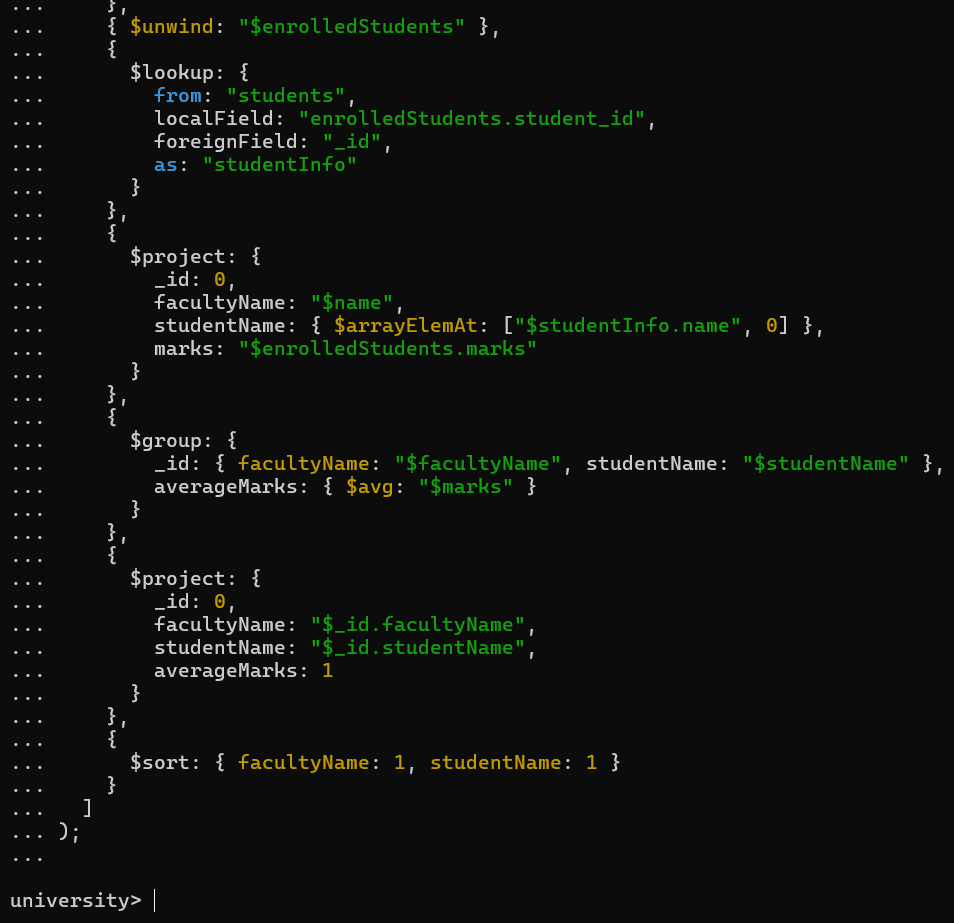 ...     },
...     { $unwind: "$enrolledStudents" },
...     {
...       $lookup: {
...         from: "students",
...         localField: "enrolledStudents.student_id",
...         foreignField: "_id",
...         as: "studentInfo"
...       }
...     },
...     {
...       $project: {
...         _id: 0,
...         facultyName: "$name",
...         studentName: { $arrayElemAt: ["$studentInfo.name", 0] },
...         marks: "$enrolledStudents.marks"
...       }
...     },
...     {
...       $group: {
...         _id: { facultyName: "$facultyName", studentName: "$studentName" },
...         averageMarks: { $avg: "$marks" }
...       }
...     },
...     {
...       $project: {
...         _id: 0,
...         facultyName: "$_id.facultyName",
...         studentName: "$_id.studentName",
...         averageMarks: 1
...       }
...     },
...     {
...       $sort: { facultyName: 1, studentName: 1 }
...     }
...   ]
... );
...
university>